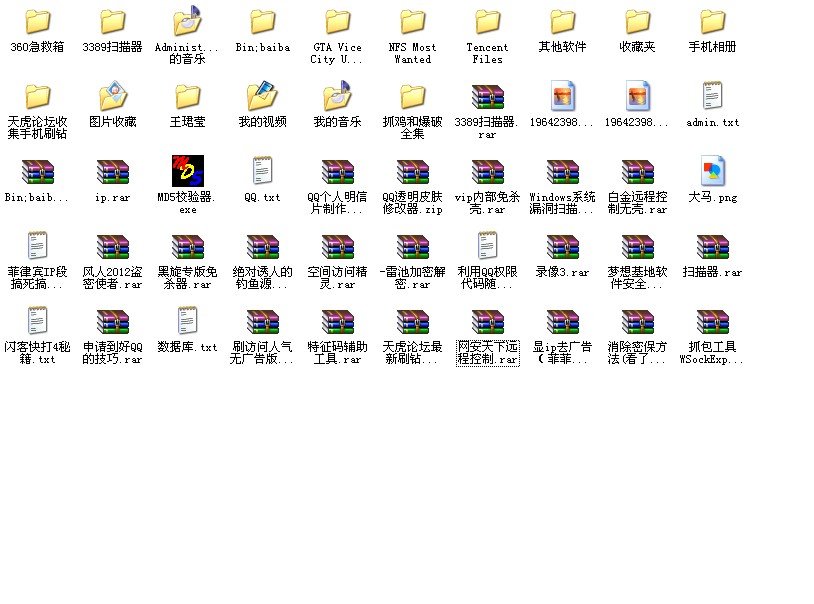 360急救箱
3389扫描器
Administ...
的音乐
Bin;baiba
GTA Vice
City U...
NFS Most
Wanted
Tencent
Files
其他软件
收藏夹
手机相册
天虎论坛收
集手机刷钻
图片收藏
王珺莹
我的视频
我的音乐
抓鸡和爆破
全集
3389扫描器.
rar
19642398...
19642398...
admin.txt
Bin;baib...
ip.rar
MD5校验器.
exe
QQ.txt
QQ个人明信
片制作...
QQ透明皮肤
修改器.zip
vip内部免杀
壳.rar
Windows系统
漏洞扫描...
白金远程控
制无壳.rar
大马.png
菲律宾IP段
搞死搞...
风人2012盗
密使者.rar
黑旋专版免
杀器.rar
绝对诱人的
钓鱼源...
空间访问精
灵.rar
-雷池加密解
密.rar
利用QQ权限
代码随...
录像3.rar
梦想基地软
件安全...
扫描器.rar
闪客快打4秘
籍.txt
申请到好QQ
的技巧.rar
数据库.txt
刷访问人气
无广告版...
特征码辅助
工具.rar
天虎论坛最
新刷钻...
网安天下远
程控制.rar
显ip去广告
( 菲菲...
消除密保方
法(看了...
抓包工具
WSockExp...